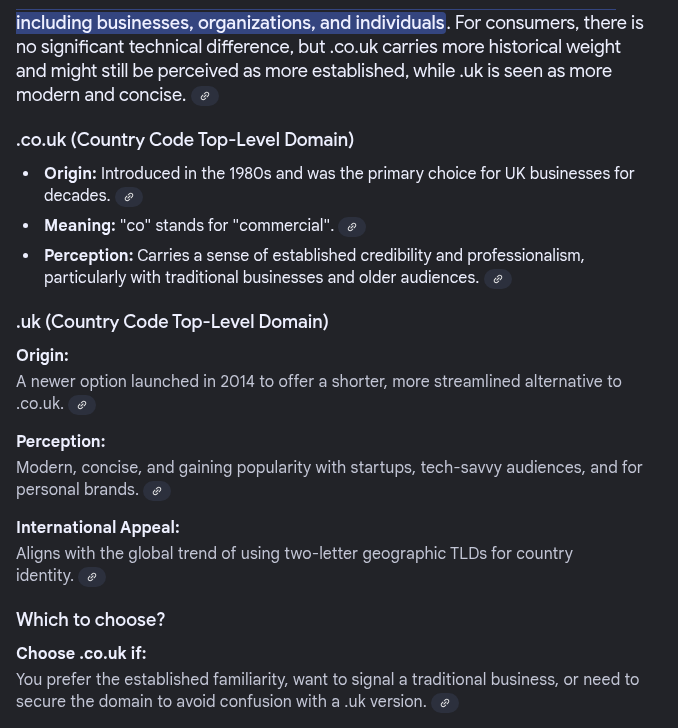 including businesses, organizations, and individuals. For consumers, there is
no significant technical difference, but .co.uk carries more historical weight
and might still be perceived as more established, while .uk is seen as more
modern and concise.
.co.uk (Country Code Top-Level Domain)
• Origin: Introduced in the 1980s and was the primary choice for UK businesses for
decades.
• Meaning: "co" stands for "commercial".
• Perception: Carries a sense of established credibility and professionalism,
particularly with traditional businesses and older audiences.
.uk (Country Code Top-Level Domain)
Origin:
A newer option launched in 2014 to offer a shorter, more streamlined alternative to
.co.uk.
Perception:
Modern, concise, and gaining popularity with startups, tech-savvy audiences, and for
personal brands.
International Appeal:
Aligns with the global trend of using two-letter geographic TLDs for country
identity.
Which to choose?
Choose .co.uk if:
You prefer the established familiarity, want to signal a traditional business, or need to
secure the domain to avoid confusion with a .uk version.